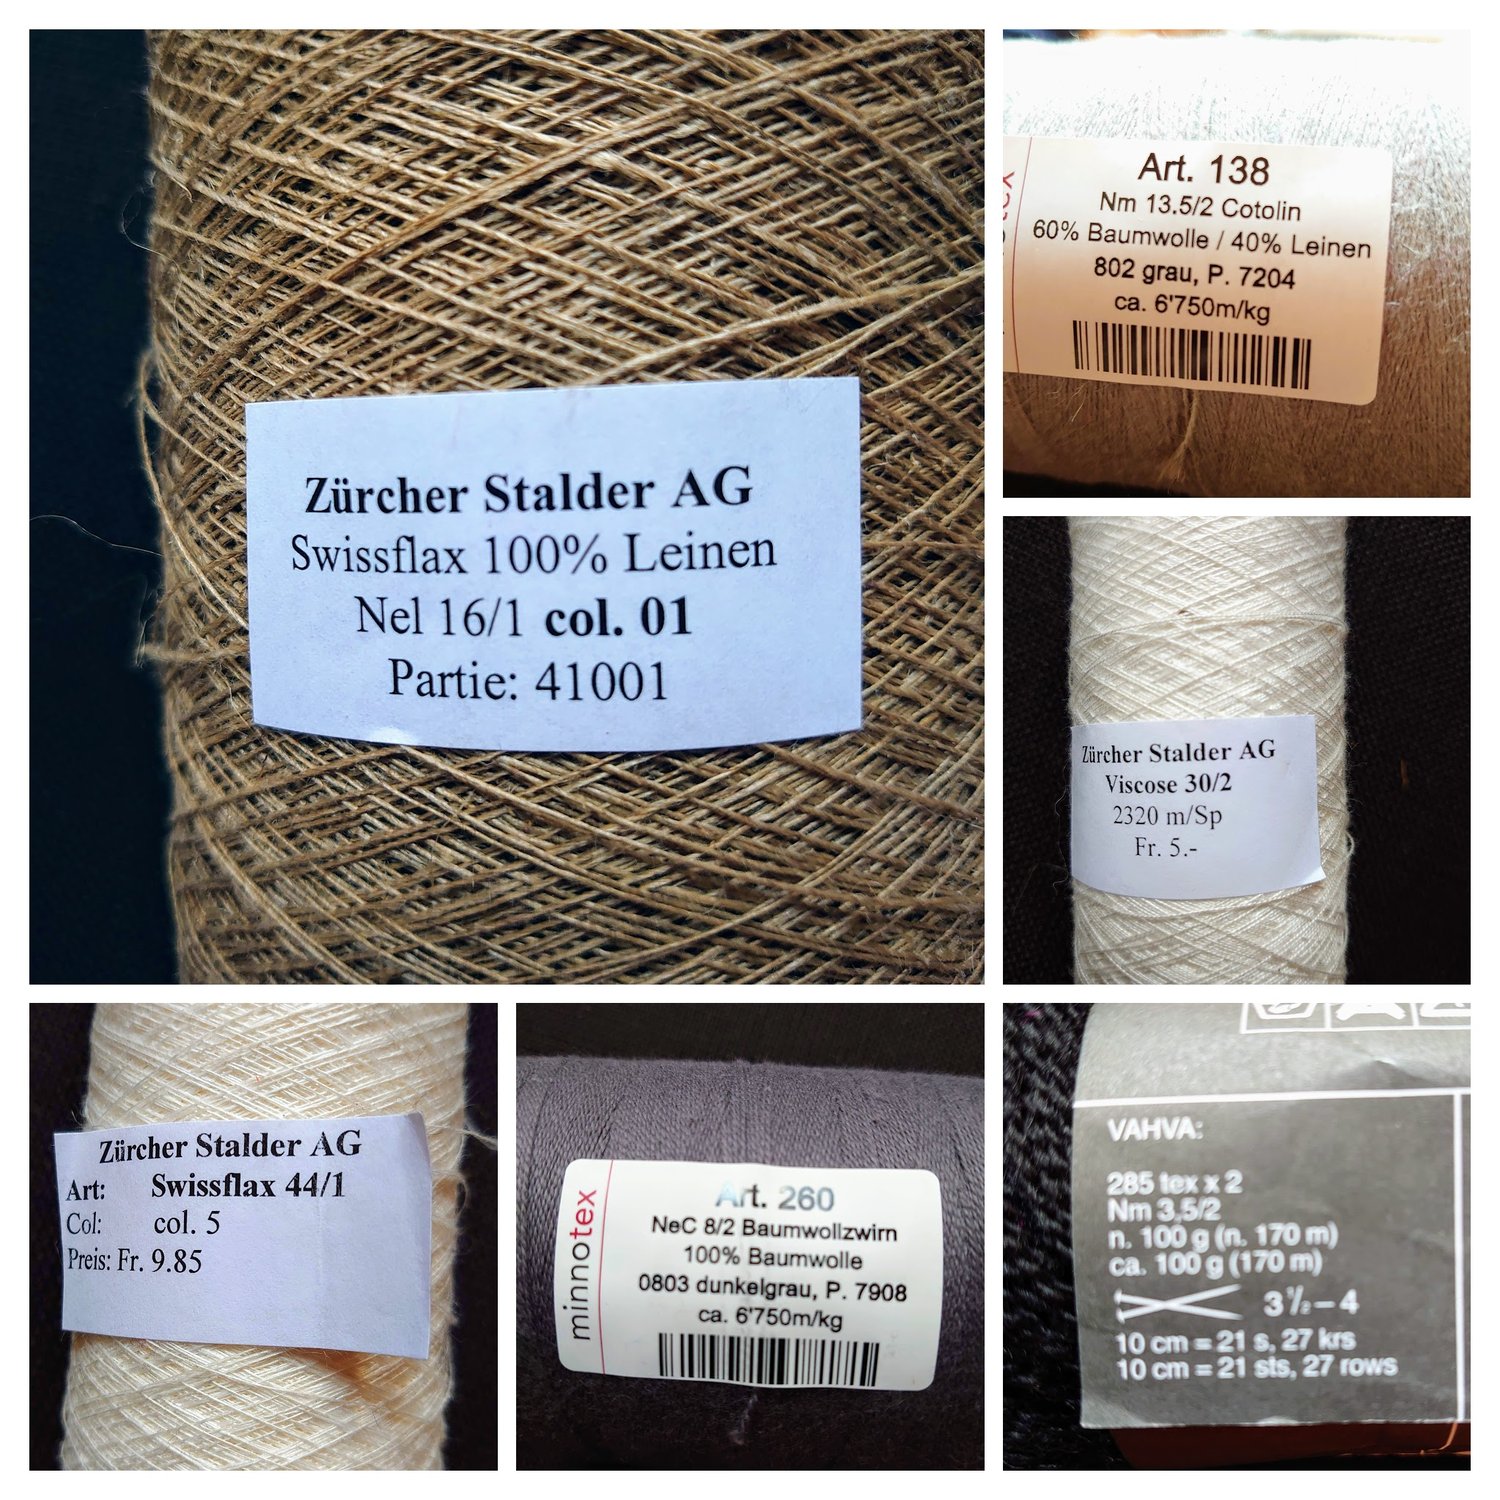 Zürcher Stalder AG
Swissflax 100% Leinen
Nel 16/1 col. 01
Partie: 41001
Art. 138
Nm 13.5/2 Cotolin
60% Baumwolle / 40% Leinen
802 grau, P. 7204
ca. 6'750m/kg
Zürcher Stalder AG
Viscose 30/2
2320 m/Sp
Fr. 5.-
Zürcher Stalder AG
Art: Swissflax 44/1
Col: col. 5
Preis: Fr. 9.85
minnotex
Art. 260
NeC 8/2 Baumwollzwirn
100% Baumwolle
0803 dunkelgrau, P. 7908
ca. 6'750m/kg
VAHVA:
285 tex x 2
Nm 3,5/2
n. 100 g (n. 170 m)
ca. 100 g (170 m)
3 ½ – 4
10 cm = 21 s, 27 krs
10 cm = 21 sts, 27 rows